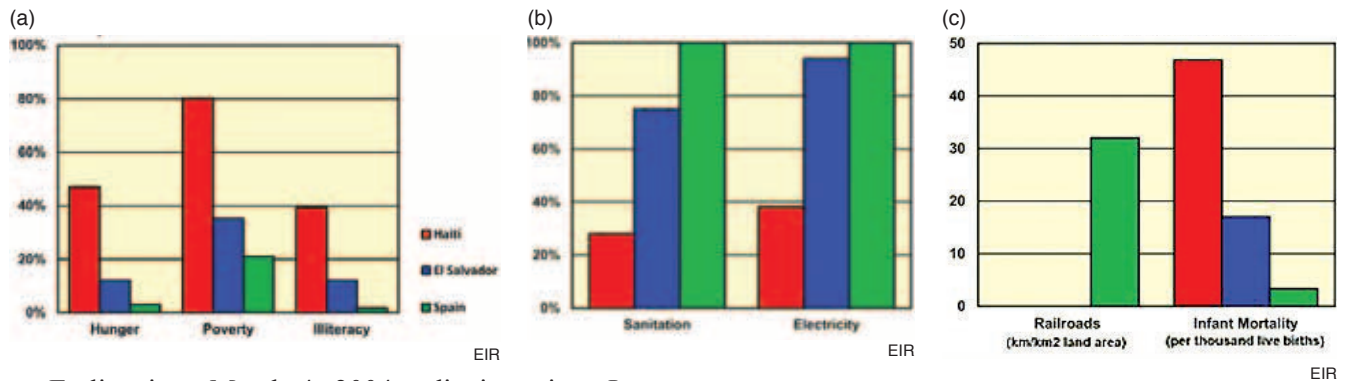 (a)
100%
80%
60%
40%
20%
0%
Hunger Poverty Illiteracy
Haiti
El Salvador
Spain
EIR
(b)
100%
80%
60%
40%
20%
0%
Sanitation Electricity
EIR
(c)
50
40
30
20
10
0
Railroads Infant Mortality
(km/km2 land area) (per thousand live births)
EIR